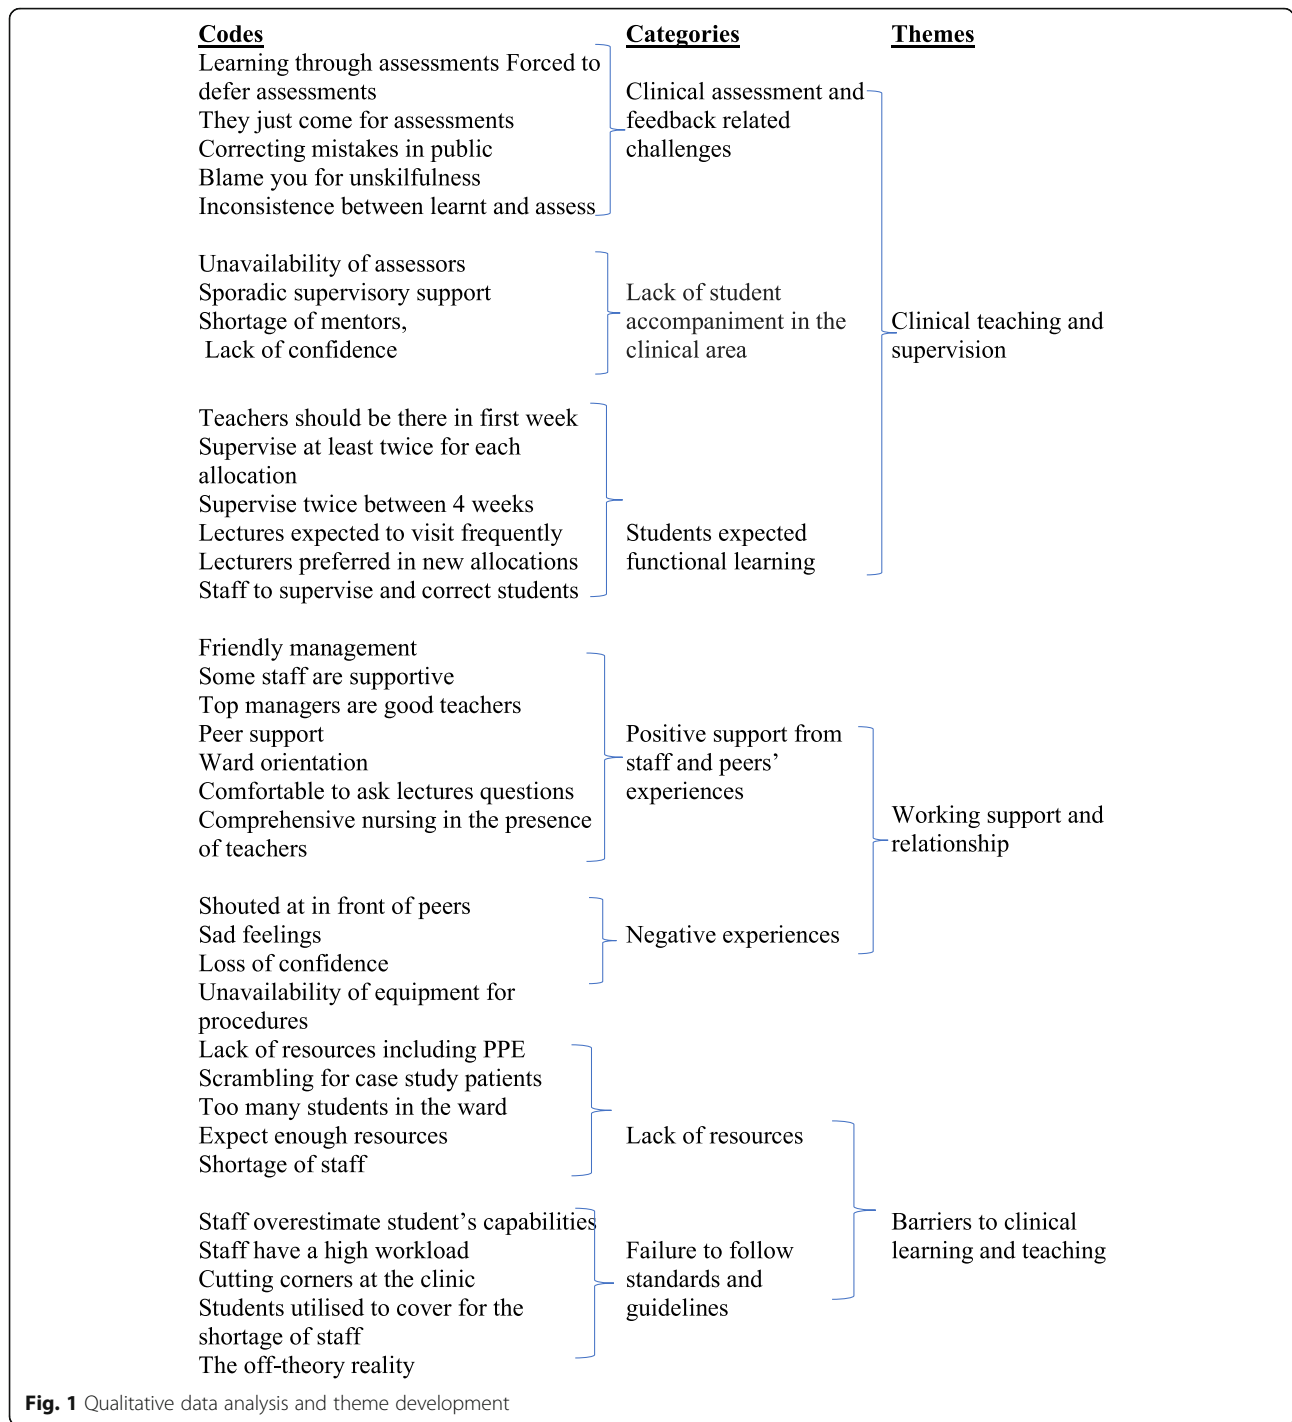 Codes Categories Themes
Learning through assessments Forced to
defer assessments
They just come for assessments
Correcting mistakes in public
Blame you for unskilfulness
Inconsistence between learnt and assess
Clinical assessment and
feedback related
challenges
Unavailability of assessors
Sporadic supervisory support
Shortage of mentors,
Lack of confidence
Lack of student
accompaniment in the
clinical area
Clinical teaching and
supervision
Teachers should be there in first week
Supervise at least twice for each
allocation
Supervise twice between 4 weeks
Lectures expected to visit frequently
Lecturers preferred in new allocations
Staff to supervise and correct students
Students expected
functional learning
Friendly management
Some staff are supportive
Top managers are good teachers
Peer support
Ward orientation
Comfortable to ask lectures questions
Comprehensive nursing in the presence
of teachers
Positive support from
staff and peers’
experiences
Working support and
relationship
Shouted at in front of peers
Sad feelings
Loss of confidence
Unavailability of equipment for
procedures
Negative experiences
Lack of resources including PPE
Scrambling for case study patients
Too many students in the ward
Expect enough resources
Shortage of staff
Lack of resources
Staff overestimate student’s capabilities
Staff have a high workload
Cutting corners at the clinic
Students utilised to cover for the
shortage of staff
The off-theory reality
Failure to follow
standards and
guidelines
Barriers to clinical
learning and teaching
Fig. 1 Qualitative data analysis and theme development